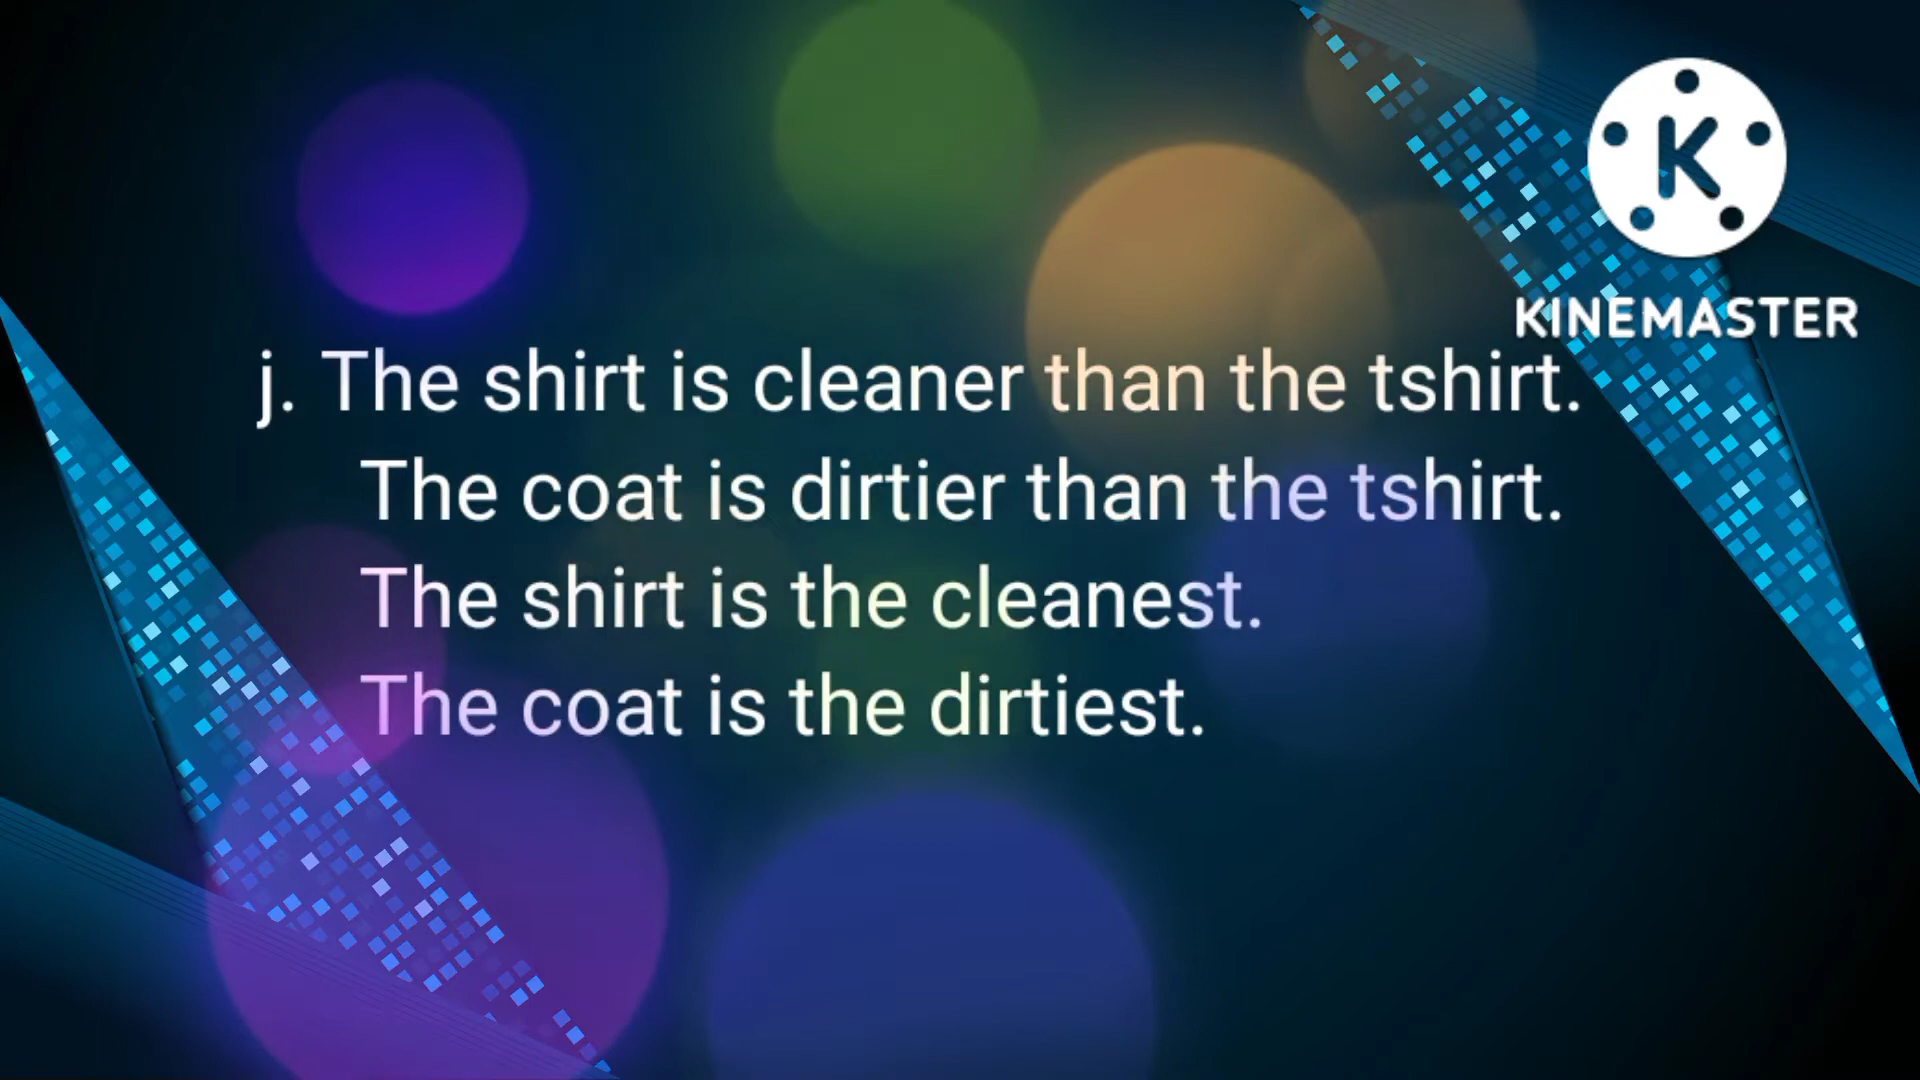 K
KINEMASTER
j. The shirt is cleaner than the tshirt.
The coat is dirtier than the tshirt.
The shirt is the cleanest.
The coat is the dirtiest.